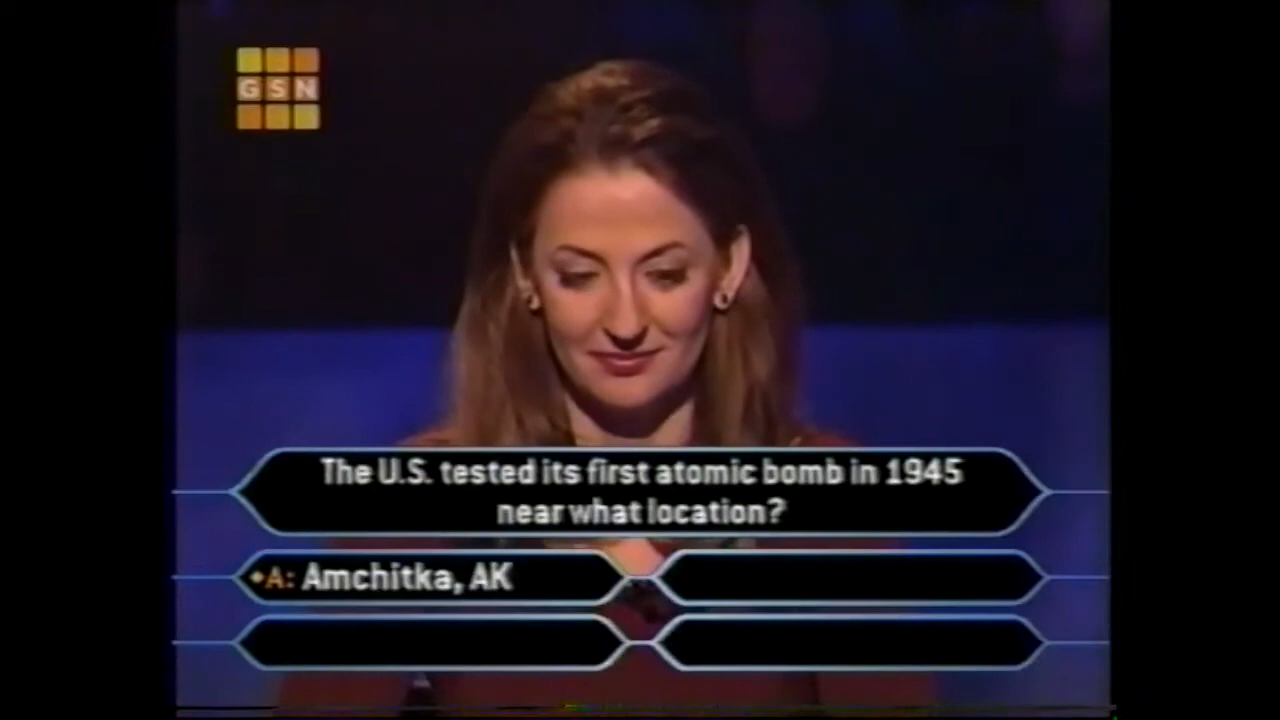 GSN
The U.S. tested its first atomic bomb in 1945
near what location?
•A: Amchitka, AK